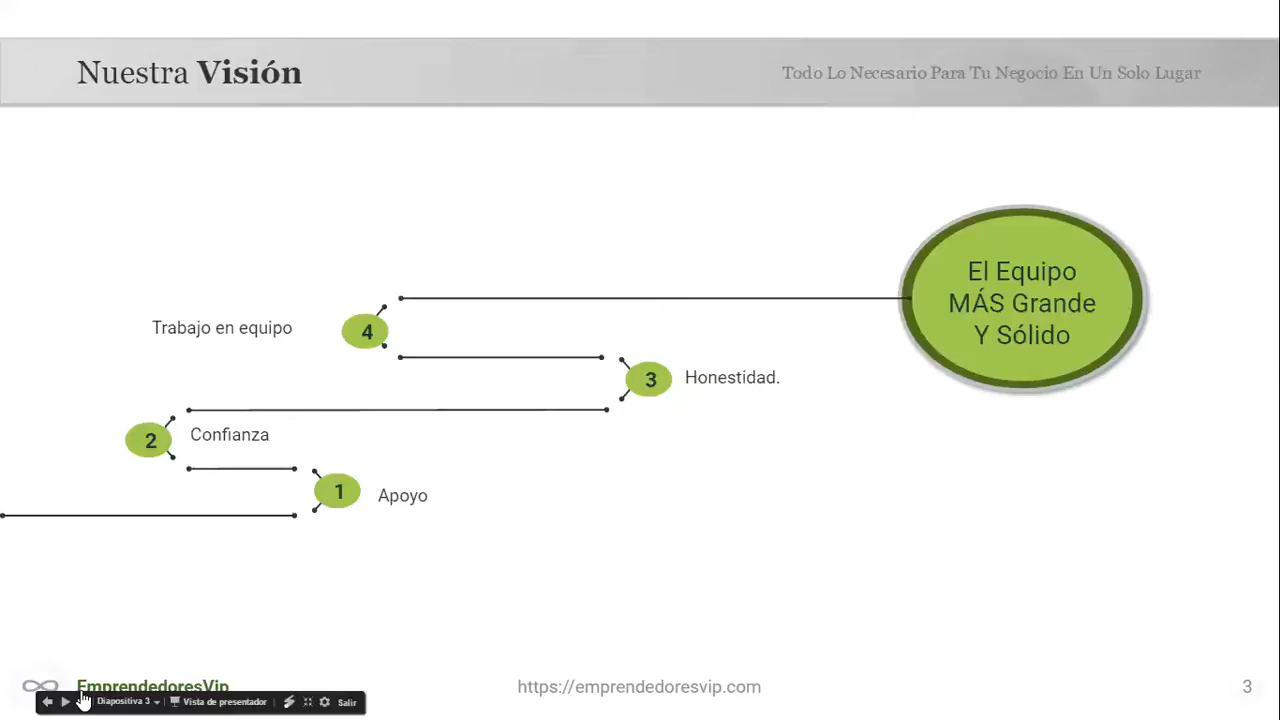 Nuestra Visión
Todo Lo Necesario Para Tu Negocio En Un Solo Lugar
El Equipo
MÁS Grande
Y Sólido
4
Trabajo en equipo
3
Honestidad.
2
Confianza
1
Apoyo
EmprendedoresVip
https://emprendedoresvip.com
3
Diapositiva 3
Vista de presentador
Salir